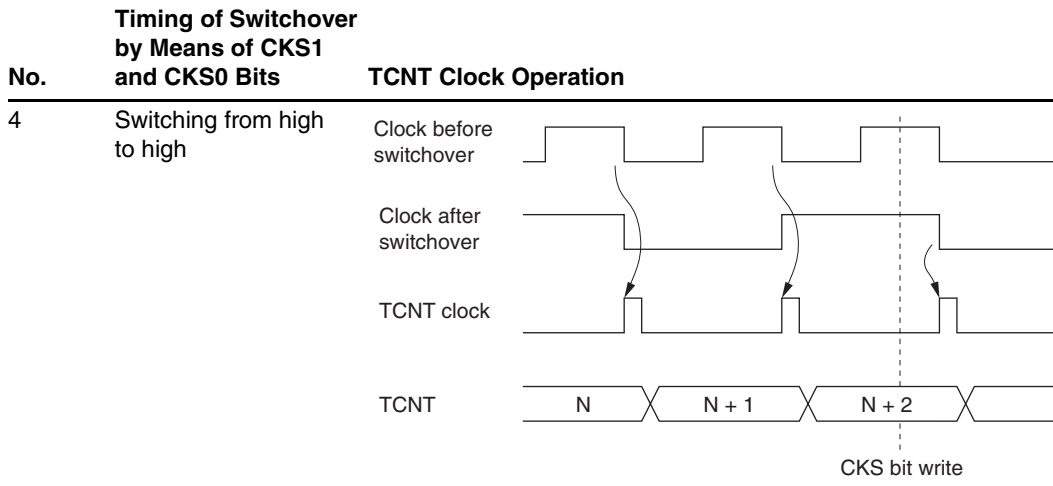 No.
Timing of Switchover
by Means of CKS1
and CKS0 Bits
TCNT Clock Operation
4
Switching from high
to high
Clock before
switchover
Clock after
switchover
TCNT clock
TCNT
N
N + 1
N + 2
CKS bit write